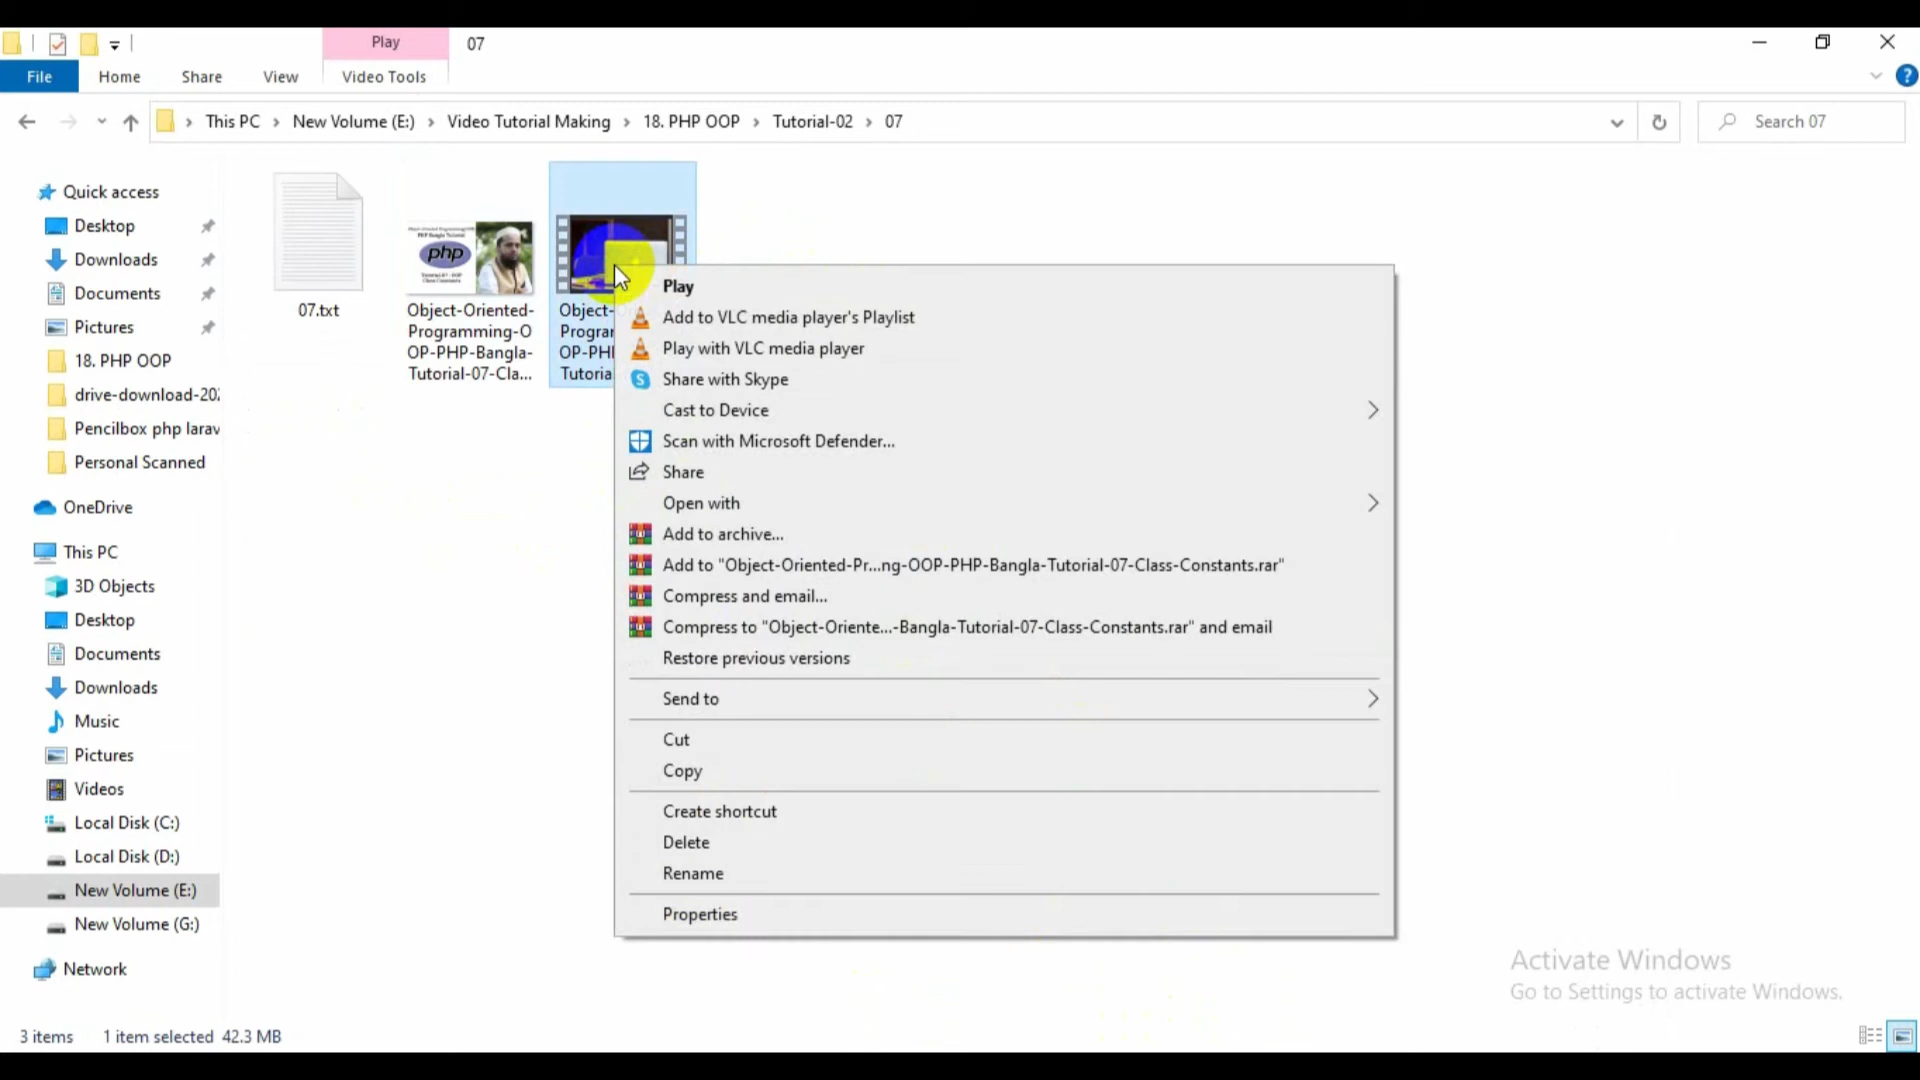 Play
07
File
Home
Share
View
Video Tools
This PC
New Volume (E:)
Video Tutorial Making
18. PHP OOP
Tutorial-02
07
Search 07
Quick access
Desktop
Downloads
Documents
Pictures
18. PHP OOP
drive-download-20
Pencilbox php larav
Personal Scanned
OneDrive
This PC
3D Objects
Desktop
Documents
Downloads
Music
Pictures
Videos
Local Disk (C:)
Local Disk (D:)
New Volume (E:)
New Volume (G:)
Network
07.txt
php
Object-Oriented-
Programming-O
OP-PHP-Bangla-
Tutorial-07-Cla...
Object-
Progra
OP-PH
Tutoria
Play
Add to VLC media player's Playlist
Play with VLC media player
Share with Skype
Cast to Device
Scan with Microsoft Defender...
Share
Open with
Add to archive...
Add to "Object-Oriented-Pr...ng-OOP-PHP-Bangla-Tutorial-07-Class-Constants.rar"
Compress and email...
Compress to "Object-Oriente...-Bangla-Tutorial-07-Class-Constants.rar" and email
Restore previous versions
Send to
Cut
Copy
Create shortcut
Delete
Rename
Properties
Activate Windows
Go to Settings to activate Windows.
3 items
1 item selected 42.3 MB